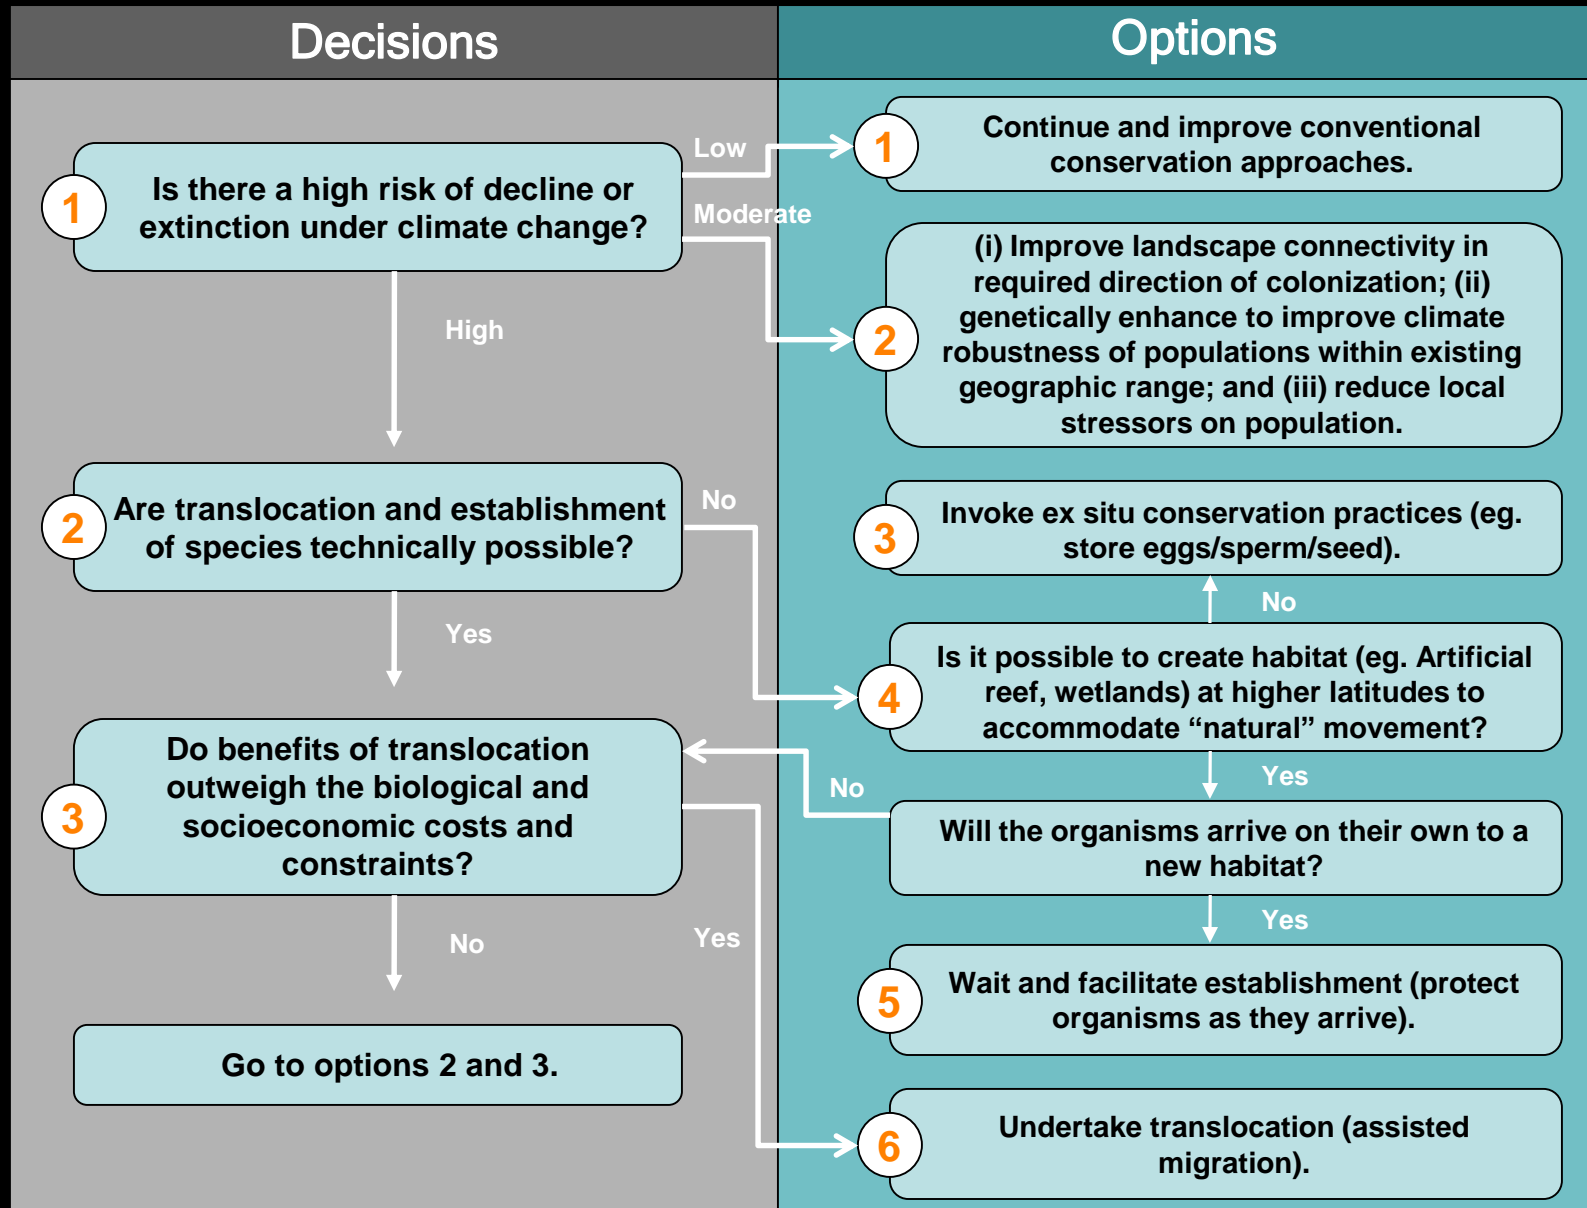 Decisions
Options
1
Is there a high risk of decline or
extinction under climate change?
Low
Moderate
High
1
Continue and improve conventional
conservation approaches.
2
(i) Improve landscape connectivity in
required direction of colonization; (ii)
genetically enhance to improve climate
robustness of populations within existing
geographic range; and (iii) reduce local
stressors on population.
2
Are translocation and establishment
of species technically possible?
No
Yes
3
Invoke ex situ conservation practices (eg.
store eggs/sperm/seed).
No
4
Is it possible to create habitat (eg. Artificial
reef, wetlands) at higher latitudes to
accommodate “natural” movement?
Yes
3
Do benefits of translocation
outweigh the biological and
socioeconomic costs and
constraints?
No
Will the organisms arrive on their own to a
new habitat?
Yes
No
Yes
5
Wait and facilitate establishment (protect
organisms as they arrive).
Go to options 2 and 3.
6
Undertake translocation (assisted
migration).